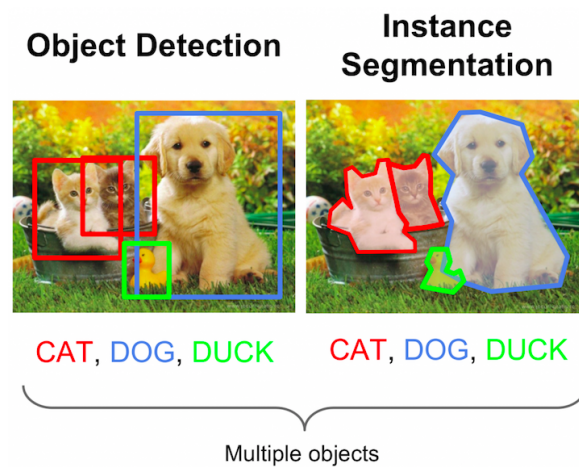 Object Detection
Instance
Segmentation
CAT, DOG, DUCK
CAT, DOG, DUCK
Multiple objects